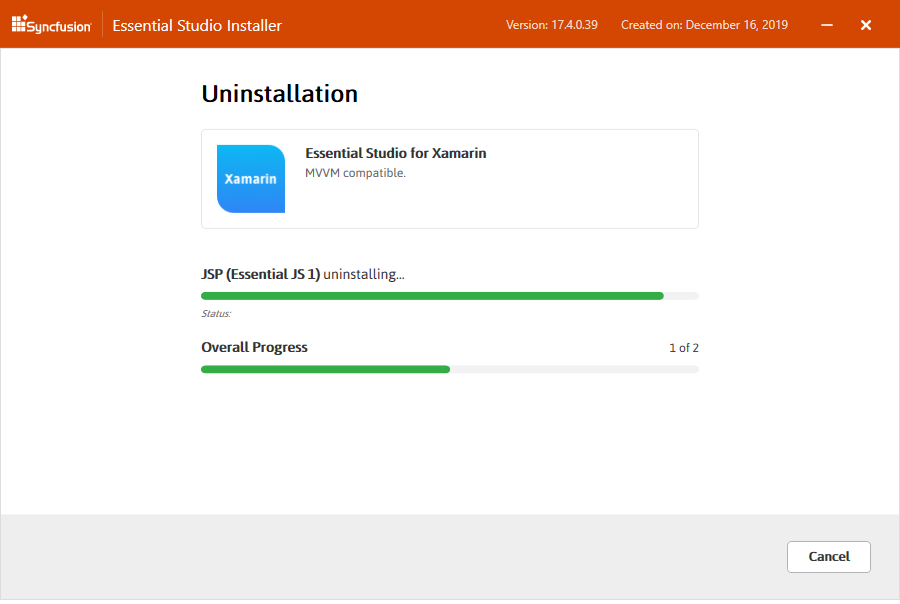 Syncfusion Essential Studio Installer Version: 17.4.0.39 Created on: December 16, 2019
Uninstallation
Xamarin
Essential Studio for Xamarin
MVVM compatible.
JSP (Essential JS 1) uninstalling...
Status:
Overall Progress 1 of 2
Cancel